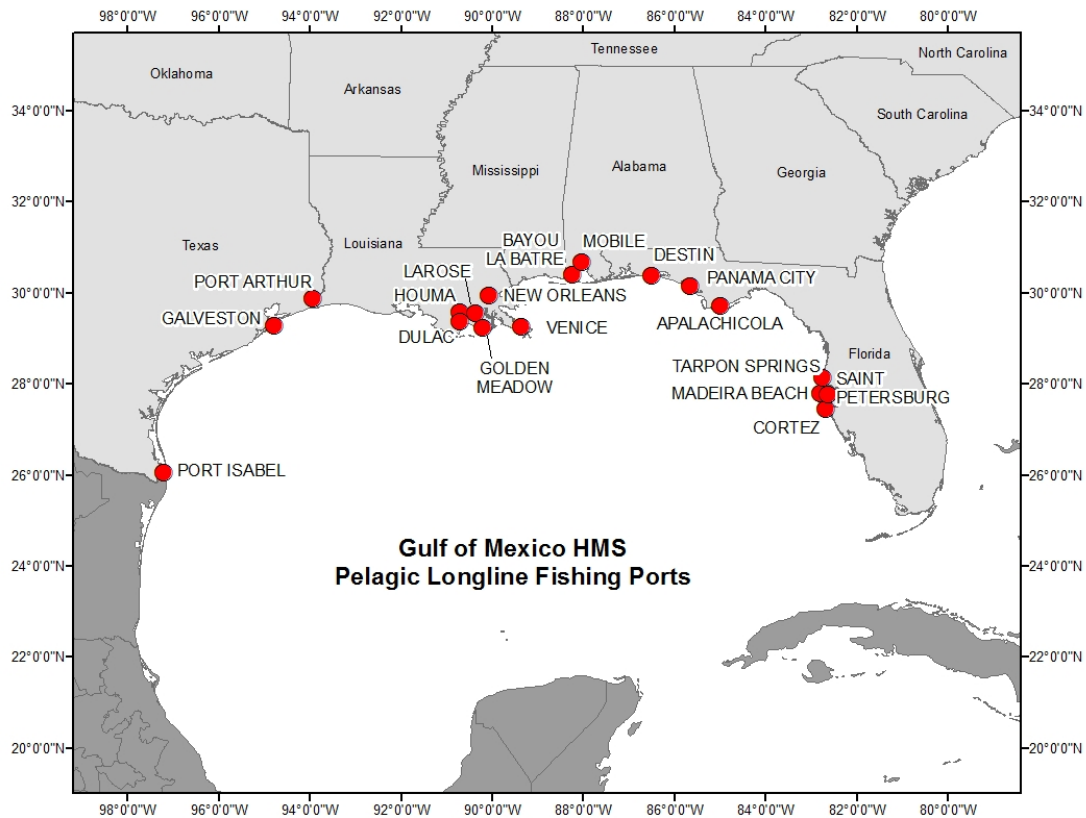 98°0'0"W 96°0'0"W 94°0'0"W 92°0'0"W 90°0'0"W 88°0'0"W 86°0'0"W 84°0'0"W 82°0'0"W 80°0'0"W
Tennessee
North Carolina
Oklahoma
Arkansas
34°0'0"N
34°0'0"N
South Carolina
Mississippi
Alabama
Georgia
32°0'0"N
32°0'0"N
Texas
Louisiana
BAYOU
LA BATRE
MOBILE
DESTIN
LAROSE
PORT ARTHUR
PANAMA CITY
30°0'0"N
HOUMA
NEW ORLEANS
30°0'0"N
GALVESTON
APALACHICOLA
DULAC
VENICE
GOLDEN
MEADOW
Florida
TARPON SPRINGS
28°0'0"N
SAINT
PETERSBURG
28°0'0"N
MADEIRA BEACH
CORTEZ
PORT ISABEL
26°0'0"N
26°0'0"N
Gulf of Mexico HMS
Pelagic Longline Fishing Ports
24°0'0"N
24°0'0"N
22°0'0"N
22°0'0"N
20°0'0"N
20°0'0"N
98°0'0"W 96°0'0"W 94°0'0"W 92°0'0"W 90°0'0"W 88°0'0"W 86°0'0"W 84°0'0"W 82°0'0"W 80°0'0"W